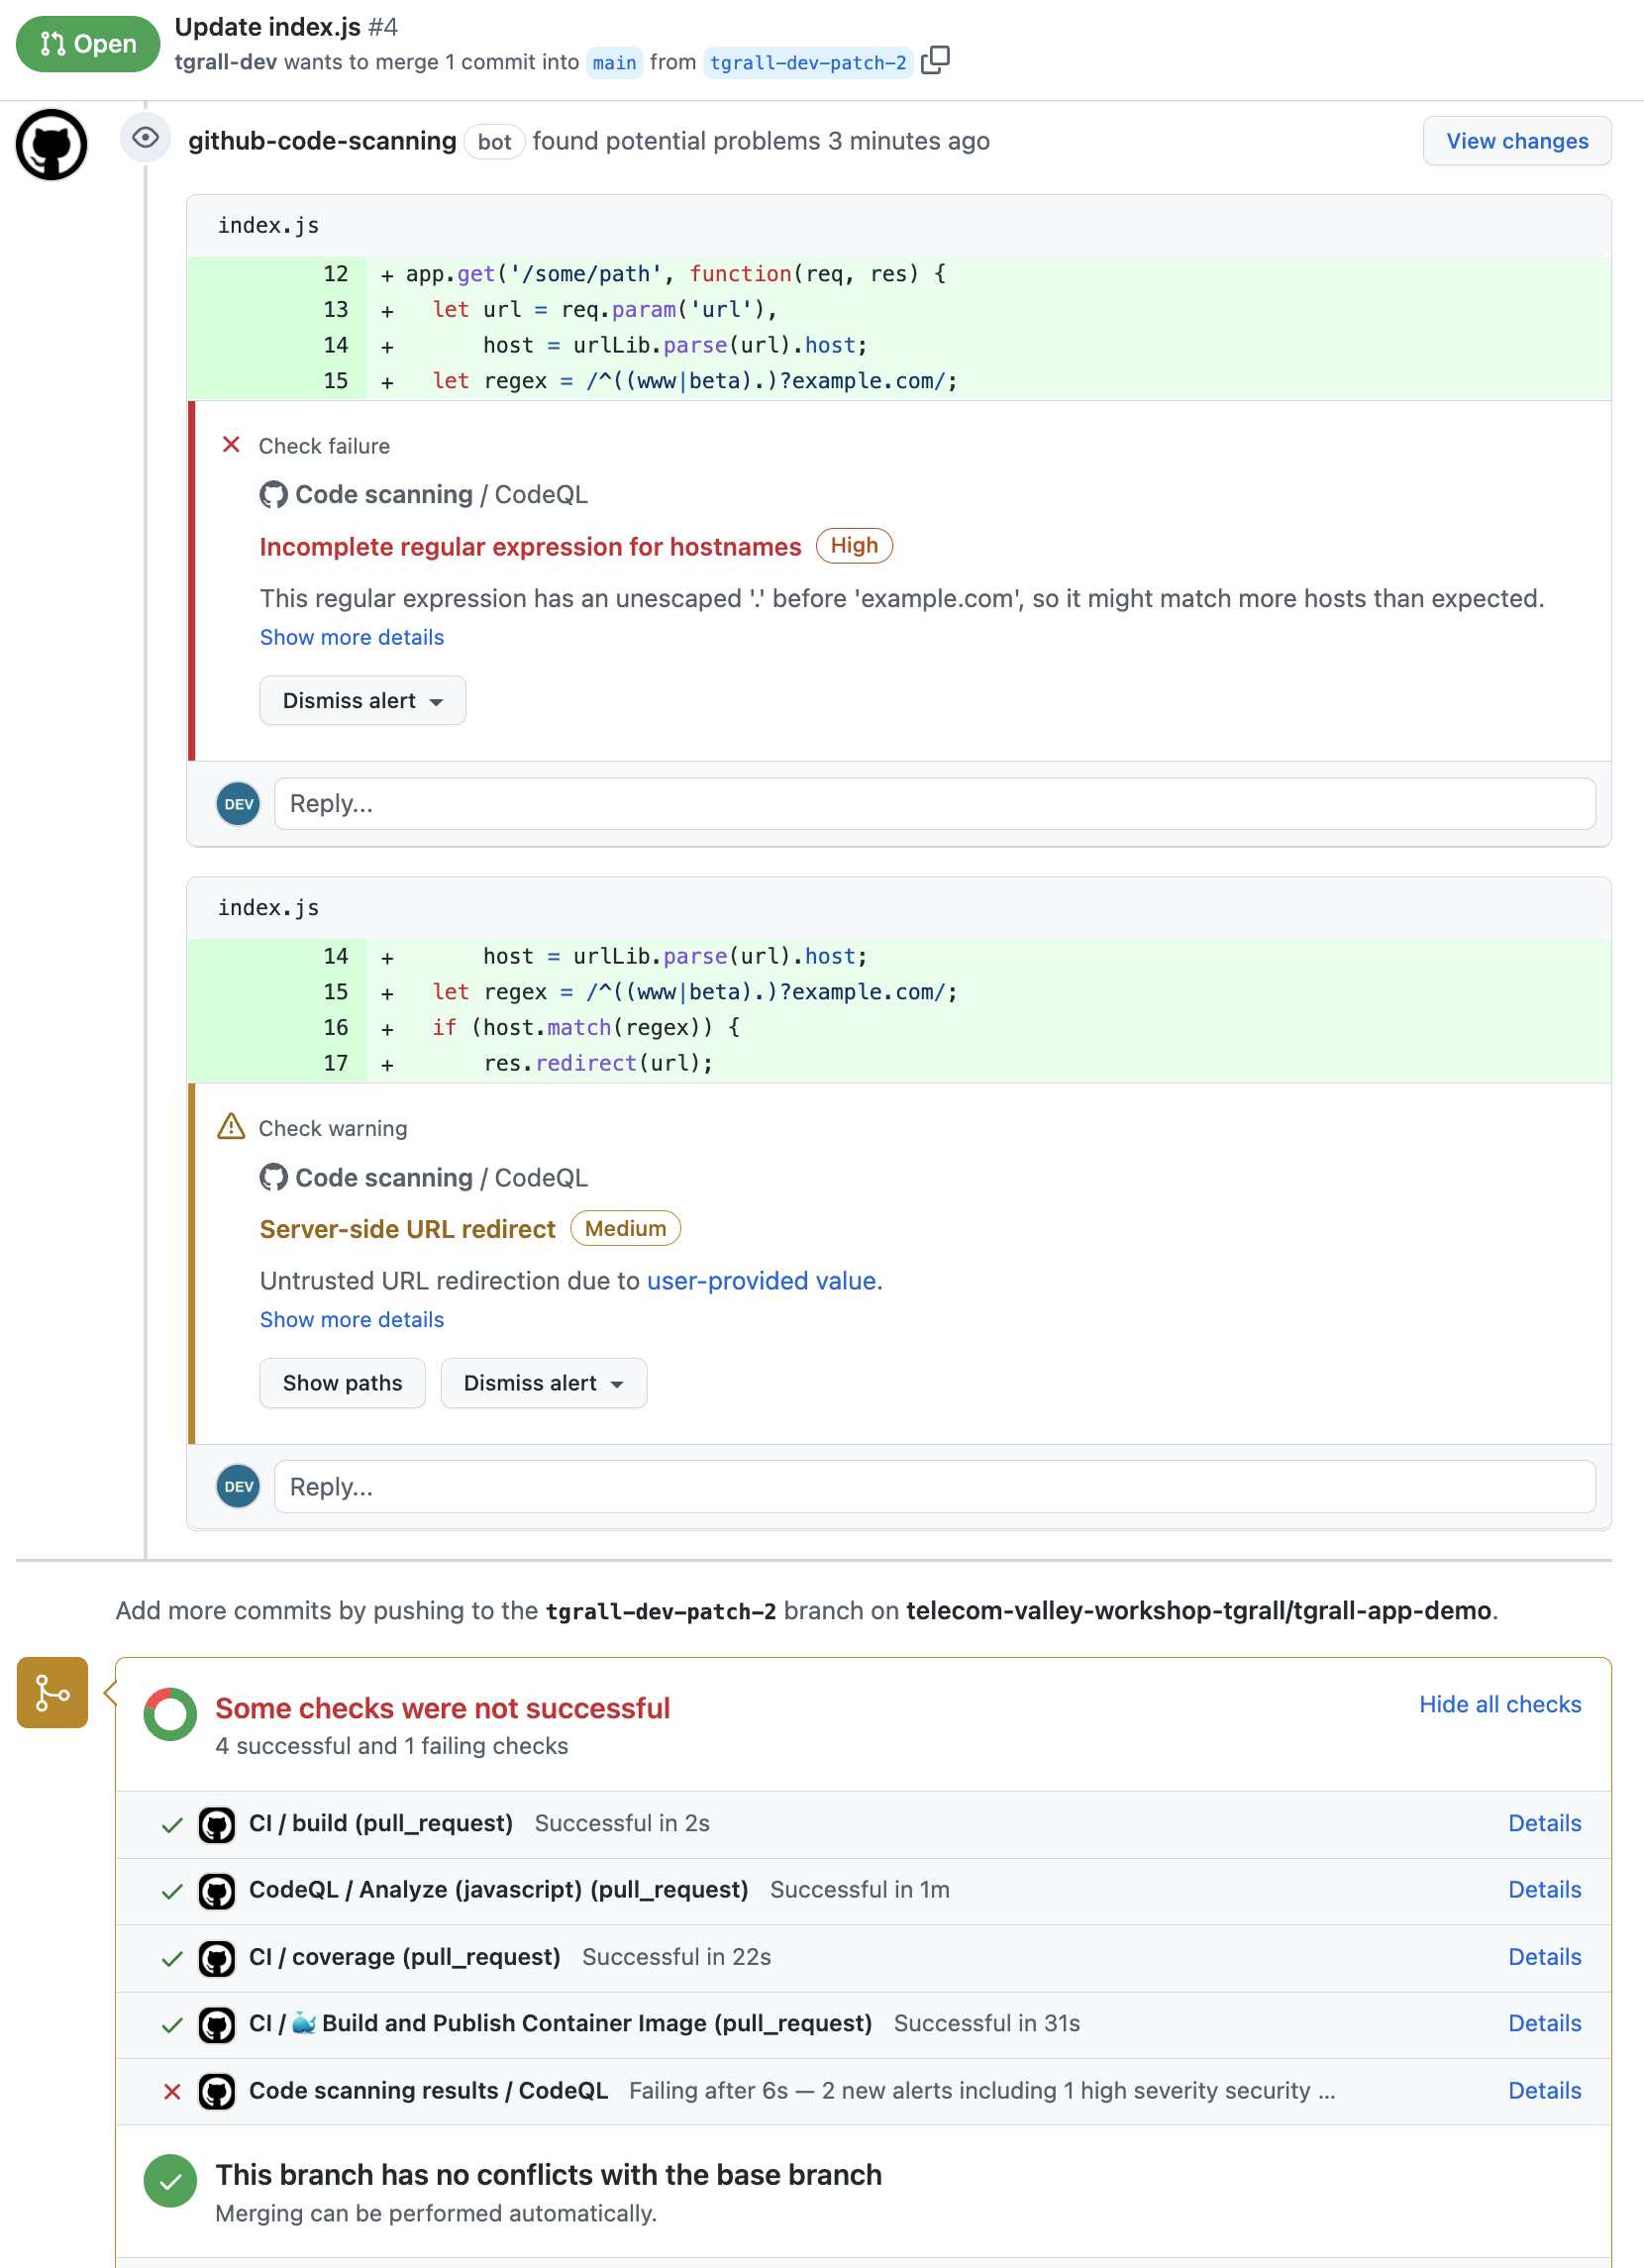 Open
Update index.js #4
tgrall-dev wants to merge 1 commit into main from tgrall-dev-patch-2
github-code-scanning bot found potential problems 3 minutes ago
View changes
index.js
12 + app.get('/some/path', function(req, res) {
13 + let url = req.param('url'),
14 + host = urlLib.parse(url).host;
15 + let regex = /^((www|beta).)?example.com/;
Check failure
Code scanning / CodeQL
Incomplete regular expression for hostnames High
This regular expression has an unescaped '.' before 'example.com', so it might match more hosts than expected.
Show more details
Dismiss alert
DEV Reply...
index.js
14 + host = urlLib.parse(url).host;
15 + let regex = /^((www|beta).)?example.com/;
16 + if (host.match(regex)) {
17 + res.redirect(url);
Check warning
Code scanning / CodeQL
Server-side URL redirect Medium
Untrusted URL redirection due to user-provided value.
Show more details
Show paths Dismiss alert
DEV Reply...
Add more commits by pushing to the tgrall-dev-patch-2 branch on telecom-valley-workshop-tgrall/tgrall-app-demo.
Some checks were not successful
Hide all checks
4 successful and 1 failing checks
CI / build (pull_request) Successful in 2s Details
CodeQL / Analyze (javascript) (pull_request) Successful in 1m Details
CI / coverage (pull_request) Successful in 22s Details
CI / 🐳 Build and Publish Container Image (pull_request) Successful in 31s Details
Code scanning results / CodeQL Failing after 6s — 2 new alerts including 1 high severity security ... Details
This branch has no conflicts with the base branch
Merging can be performed automatically.